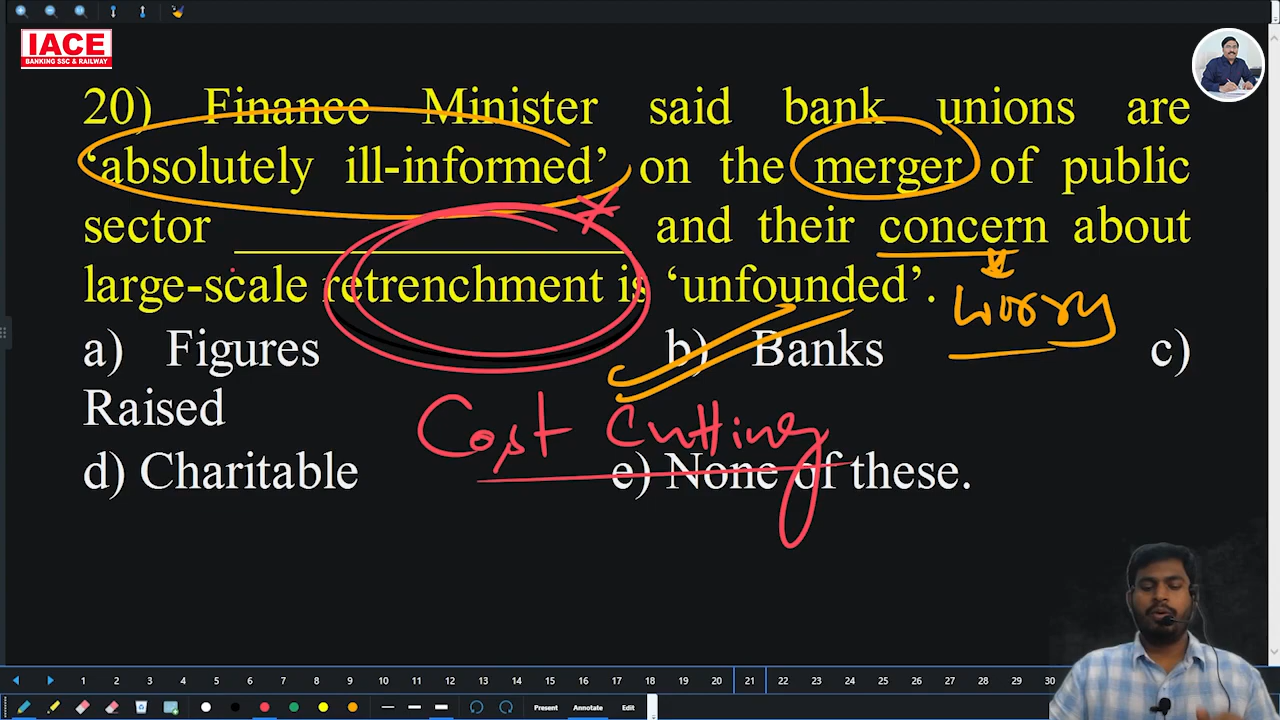 IACE
BANKING SSC & RAILWAY
20) Finance Minister said bank unions are
‘absolutely ill-informed’ on the merger of public
sector ____________________ and their concern about
large-scale retrenchment is ‘unfounded’.
worry
a) Figures b) Banks c)
Raised
Cost Cutting
d) Charitable e) None of these.
1 2 3 4 5 6 7 8 9 10 11 12 13 14 15 16 17 18 19 20 21 22 23 24 25 26 27 28 29 30
Present Annotate Edit